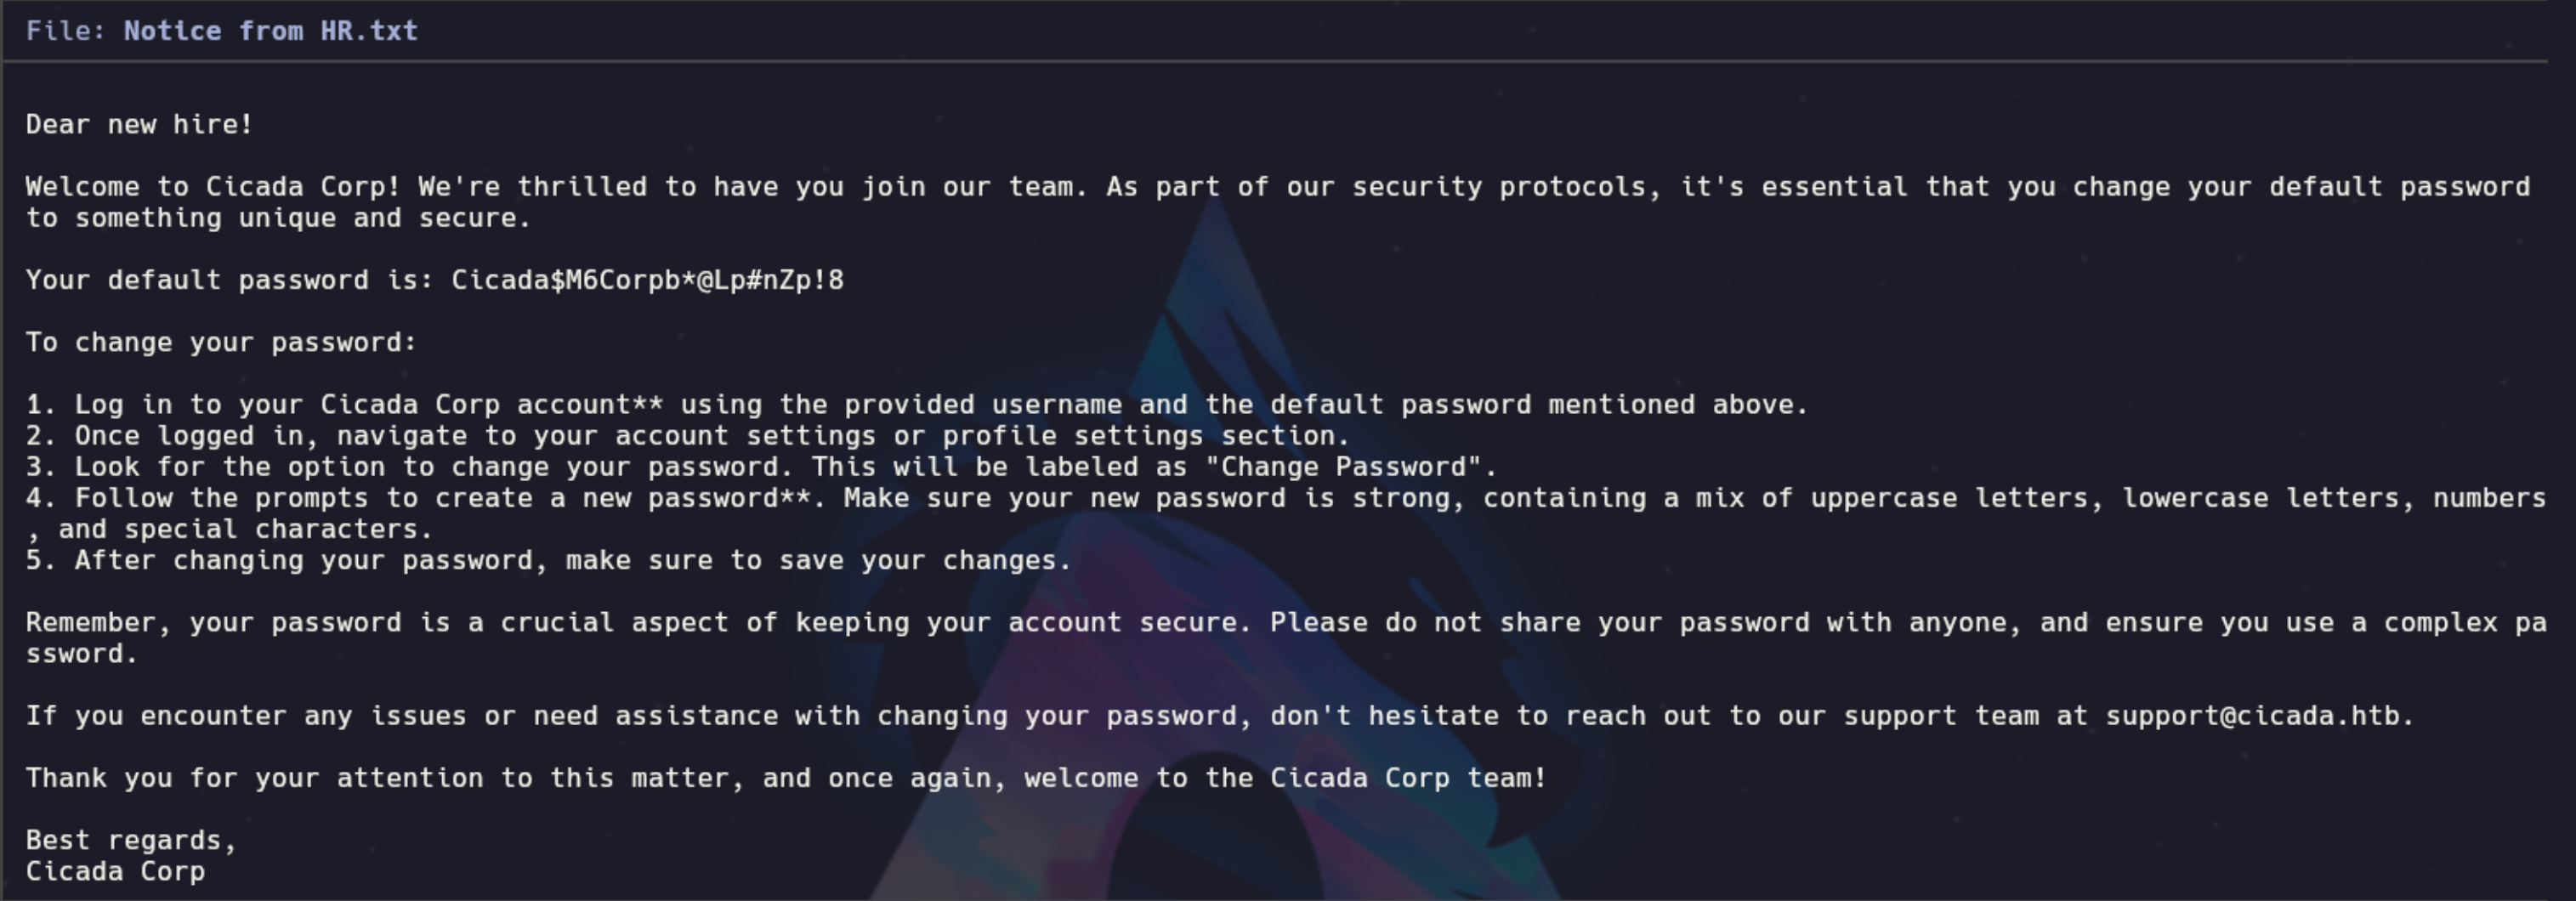 File: Notice from HR.txt
Dear new hire!
Welcome to Cicada Corp! We're thrilled to have you join our team. As part of our security protocols, it's essential that you change your default password
to something unique and secure.
Your default password is: Cicada$M6Corpb*@Lp#nZp!8
To change your password:
1. Log in to your Cicada Corp account** using the provided username and the default password mentioned above.
2. Once logged in, navigate to your account settings or profile settings section.
3. Look for the option to change your password. This will be labeled as "Change Password".
4. Follow the prompts to create a new password**. Make sure your new password is strong, containing a mix of uppercase letters, lowercase letters, numbers
, and special characters.
5. After changing your password, make sure to save your changes.
Remember, your password is a crucial aspect of keeping your account secure. Please do not share your password with anyone, and ensure you use a complex pa
ssword.
If you encounter any issues or need assistance with changing your password, don't hesitate to reach out to our support team at support@cicada.htb.
Thank you for your attention to this matter, and once again, welcome to the Cicada Corp team!
Best regards,
Cicada Corp